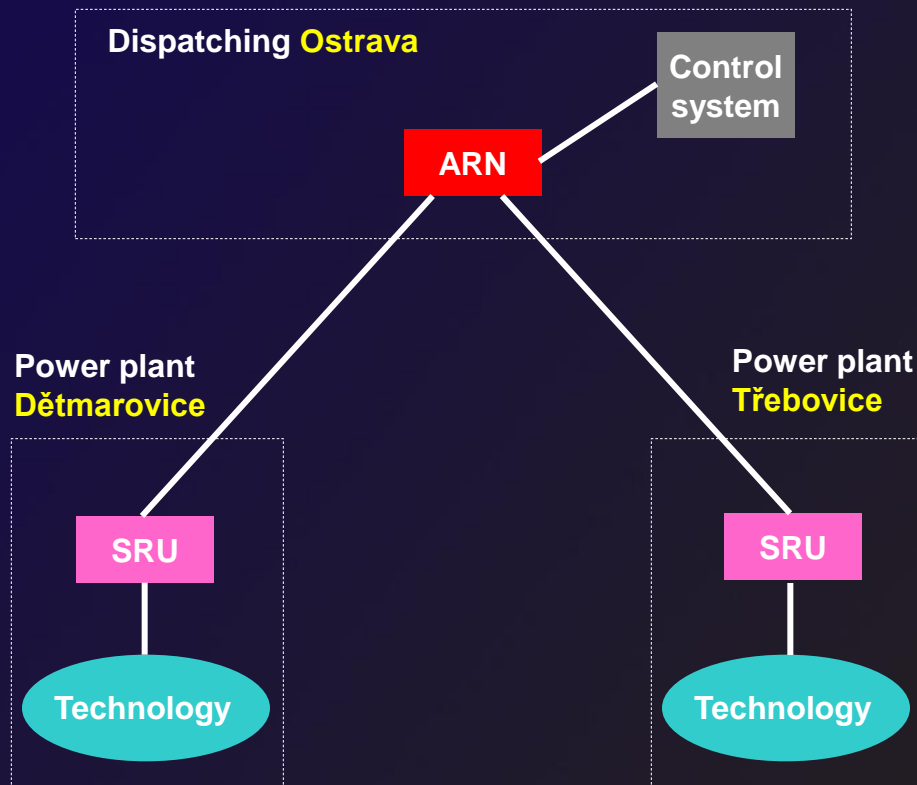 Dispatching Ostrava
Control
system
ARN
Power plant
Dětmarovice
Power plant
Třebovice
SRU
SRU
Technology
Technology